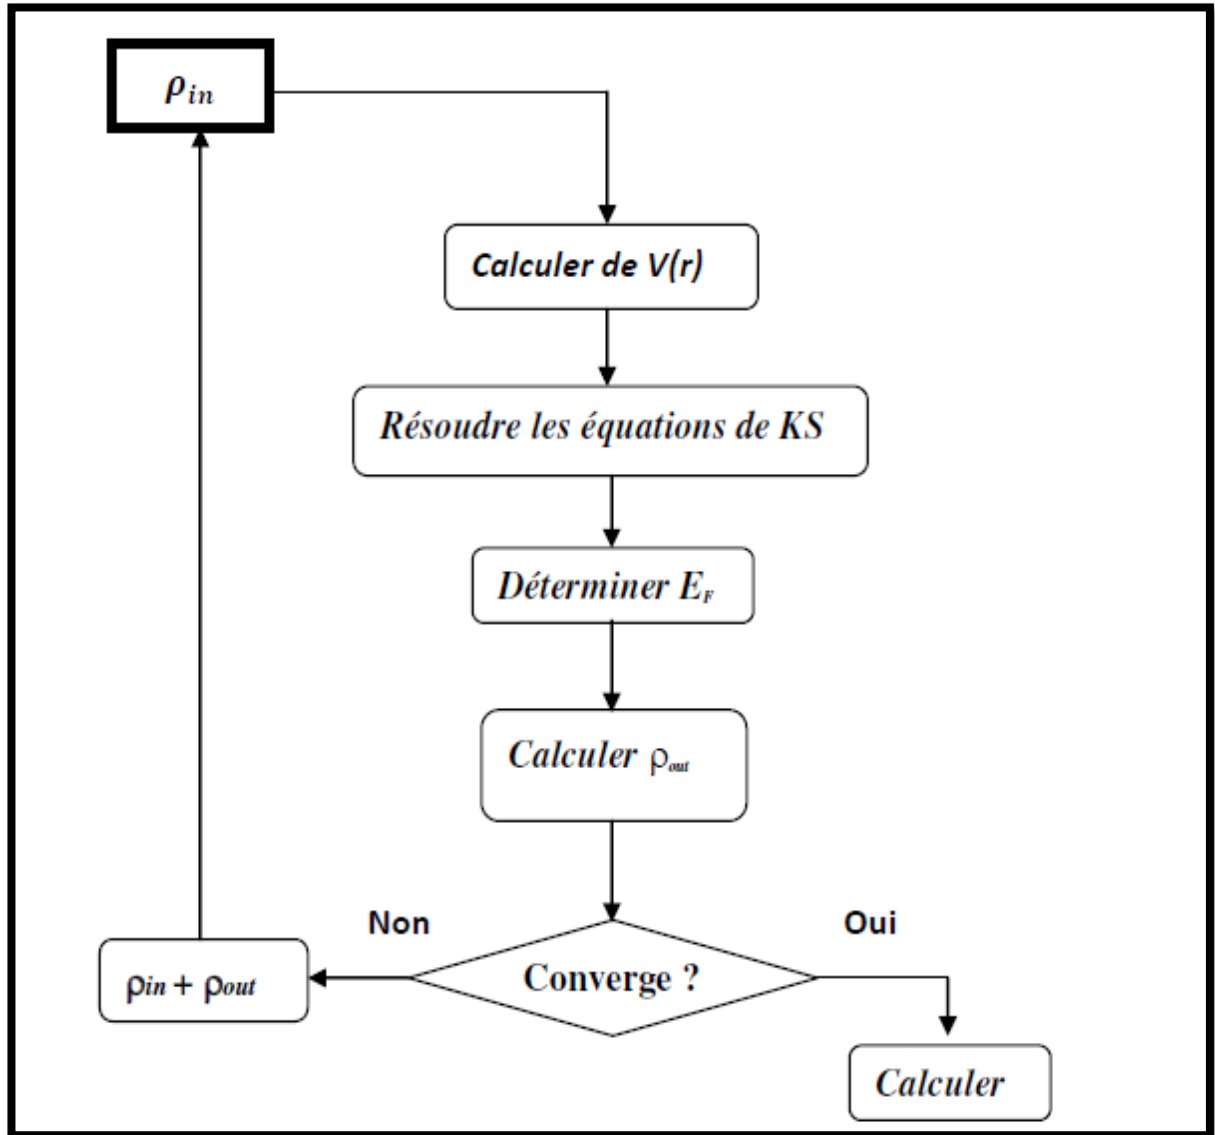 ρin
Calculer de V(r)
Résoudre les équations de KS
Déterminer EF
Calculer ρout
Non
Oui
Converge ?
ρin + ρout
Calculer